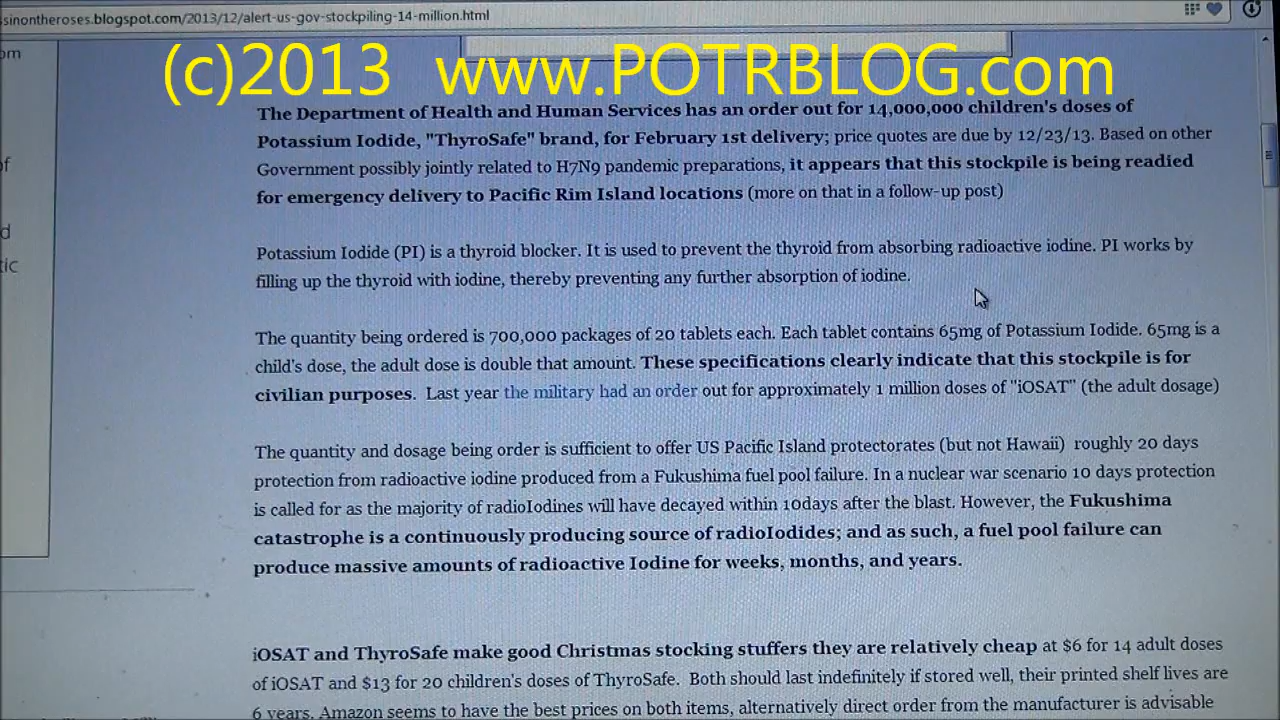 ssinontheroses.blogspot.com/2013/12/alert-us-gov-stockpiling-14-million.html
(c)2013 www.POTRBLOG.com
om
The Department of Health and Human Services has an order out for 14,000,000 children's doses of
Potassium Iodide, "ThyroSafe" brand, for February 1st delivery; price quotes are due by 12/23/13. Based on other
of
Government possibly jointly related to H7N9 pandemic preparations, it appears that this stockpile is being readied
for emergency delivery to Pacific Rim Island locations (more on that in a follow-up post)
d
Potassium Iodide (PI) is a thyroid blocker. It is used to prevent the thyroid from absorbing radioactive iodine. PI works by
tic
filling up the thyroid with iodine, thereby preventing any further absorption of iodine.
The quantity being ordered is 700,000 packages of 20 tablets each. Each tablet contains 65mg of Potassium Iodide. 65mg is a
child's dose, the adult dose is double that amount. These specifications clearly indicate that this stockpile is for
civilian purposes. Last year the military had an order out for approximately 1 million doses of "iOSAT" (the adult dosage)
The quantity and dosage being order is sufficient to offer US Pacific Island protectorates (but not Hawaii) roughly 20 days
protection from radioactive iodine produced from a Fukushima fuel pool failure. In a nuclear war scenario 10 days protection
is called for as the majority of radioIodines will have decayed within 10days after the blast. However, the Fukushima
catastrophe is a continuously producing source of radioIodides; and as such, a fuel pool failure can
produce massive amounts of radioactive Iodine for weeks, months, and years.
iOSAT and ThyroSafe make good Christmas stocking stuffers they are relatively cheap at $6 for 14 adult doses
of iOSAT and $13 for 20 children's doses of ThyroSafe. Both should last indefinitely if stored well, their printed shelf lives are
6 years. Amazon seems to have the best prices on both items, alternatively direct order from the manufacturer is advisable